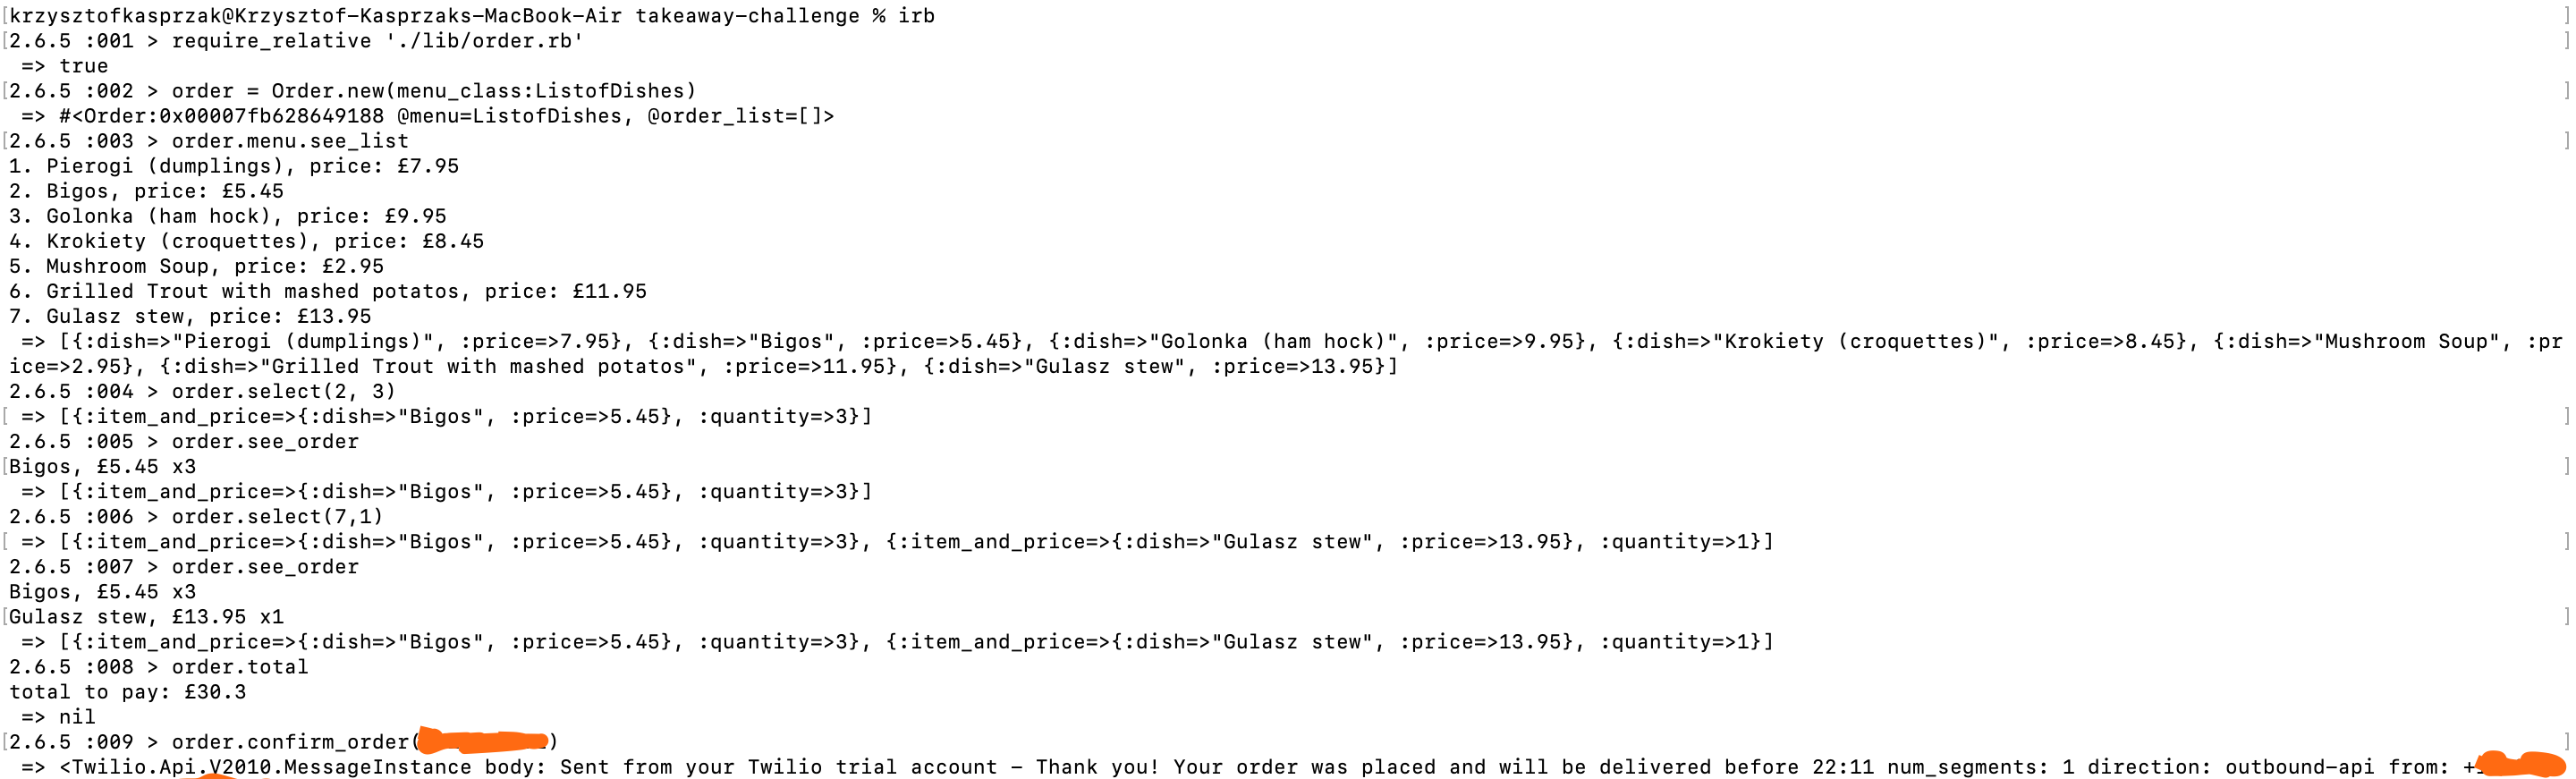 [krzysztofkasprzak@Krzysztof-Kasprzaks-MacBook-Air takeaway-challenge % irb ]
[2.6.5 :001 > require_relative './lib/order.rb' ]
 => true
[2.6.5 :002 > order = Order.new(menu_class:ListofDishes) ]
 => #<Order:0x00007fb628649188 @menu=ListofDishes, @order_list=[]>
[2.6.5 :003 > order.menu.see_list ]
1. Pierogi (dumplings), price: £7.95
2. Bigos, price: £5.45
3. Golonka (ham hock), price: £9.95
4. Krokiety (croquettes), price: £8.45
5. Mushroom Soup, price: £2.95
6. Grilled Trout with mashed potatos, price: £11.95
7. Gulasz stew, price: £13.95
 => [{:dish=>"Pierogi (dumplings)", :price=>7.95}, {:dish=>"Bigos", :price=>5.45}, {:dish=>"Golonka (ham hock)", :price=>9.95}, {:dish=>"Krokiety (croquettes)", :price=>8.45}, {:dish=>"Mushroom Soup", :pr
ice=>2.95}, {:dish=>"Grilled Trout with mashed potatos", :price=>11.95}, {:dish=>"Gulasz stew", :price=>13.95}]
2.6.5 :004 > order.select(2, 3)
[ => [{:item_and_price=>{:dish=>"Bigos", :price=>5.45}, :quantity=>3}] ]
2.6.5 :005 > order.see_order
[Bigos, £5.45 x3 ]
 => [{:item_and_price=>{:dish=>"Bigos", :price=>5.45}, :quantity=>3}]
2.6.5 :006 > order.select(7,1)
[ => [{:item_and_price=>{:dish=>"Bigos", :price=>5.45}, :quantity=>3}, {:item_and_price=>{:dish=>"Gulasz stew", :price=>13.95}, :quantity=>1}] ]
2.6.5 :007 > order.see_order
Bigos, £5.45 x3
[Gulasz stew, £13.95 x1 ]
 => [{:item_and_price=>{:dish=>"Bigos", :price=>5.45}, :quantity=>3}, {:item_and_price=>{:dish=>"Gulasz stew", :price=>13.95}, :quantity=>1}]
2.6.5 :008 > order.total
total to pay: £30.3
 => nil
[2.6.5 :009 > order.confirm_order( ) ]
 => <Twilio.Api.V2010.MessageInstance body: Sent from your Twilio trial account - Thank you! Your order was placed and will be delivered before 22:11 num_segments: 1 direction: outbound-api from: +